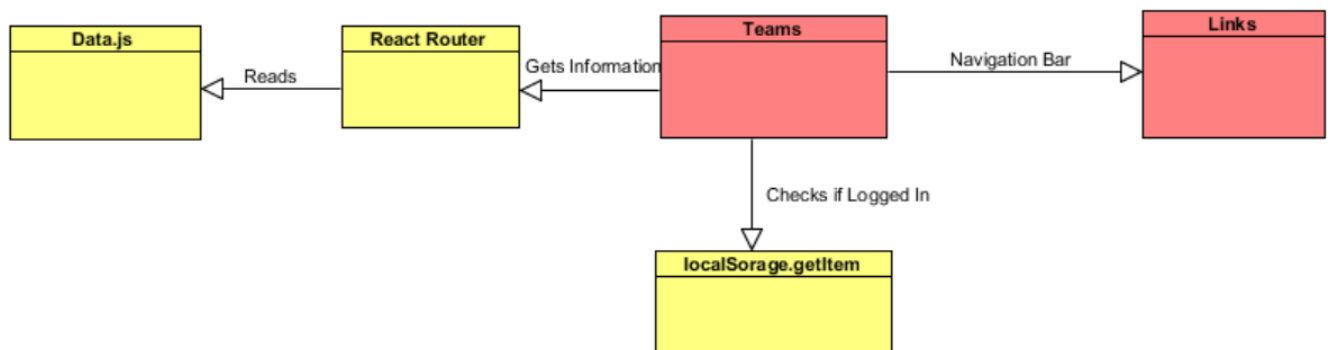 Data.js
React Router
Teams
Links
Reads
Gets Information
Navigation Bar
Checks if Logged In
localSorage.getItem